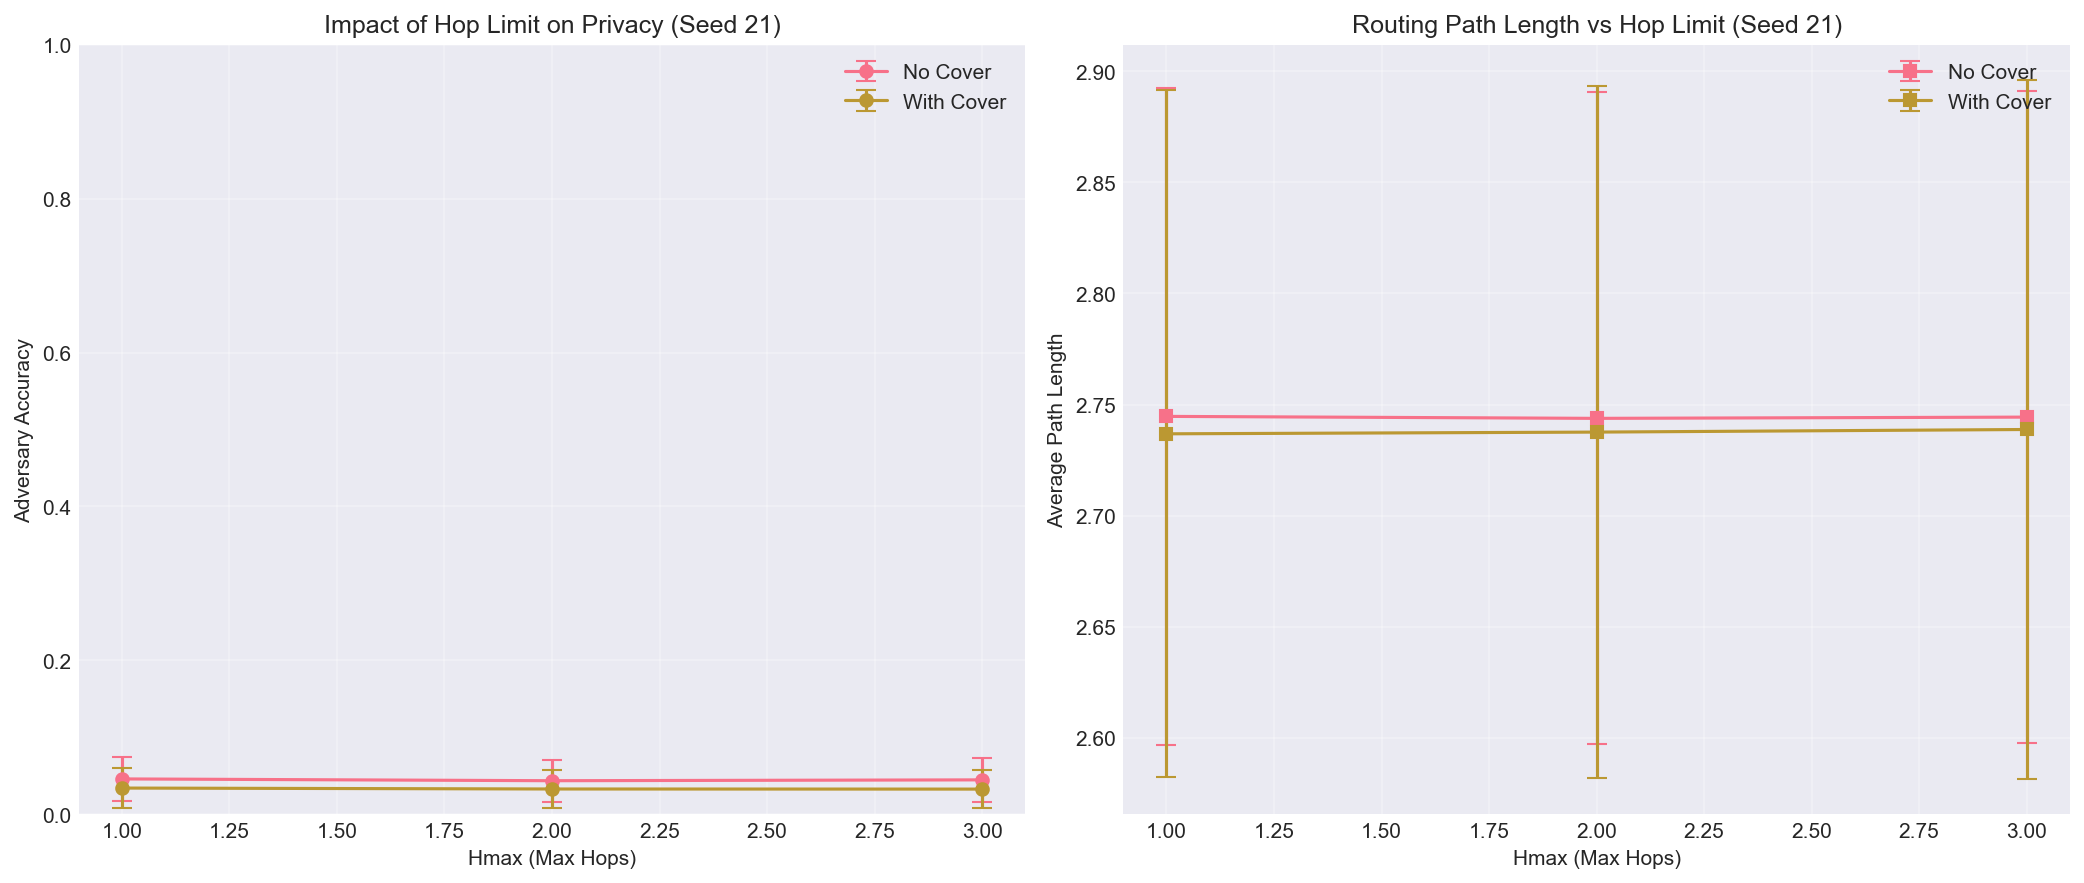 Impact of Hop Limit on Privacy (Seed 21)
Adversary Accuracy
1.0
0.8
0.6
0.4
0.2
0.0
No Cover
With Cover
1.00 1.25 1.50 1.75 2.00 2.25 2.50 2.75 3.00
Hmax (Max Hops)
Routing Path Length vs Hop Limit (Seed 21)
Average Path Length
2.90
2.85
2.80
2.75
2.70
2.65
2.60
No Cover
With Cover
1.00 1.25 1.50 1.75 2.00 2.25 2.50 2.75 3.00
Hmax (Max Hops)